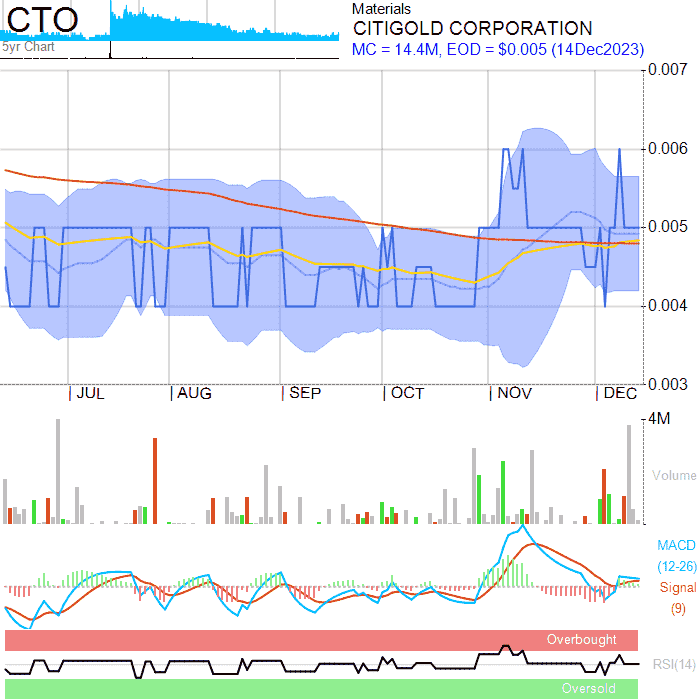 CTO
5yr Chart
Materials
CITIGOLD CORPORATION
MC = 14.4M, EOD = $0.005 (14Dec2023)
0.007
0.006
0.005
0.004
0.003
JUL AUG SEP OCT NOV DEC
4M
Volume
MACD
(12-26)
Signal
(9)
Overbought
RSI(14)
Oversold